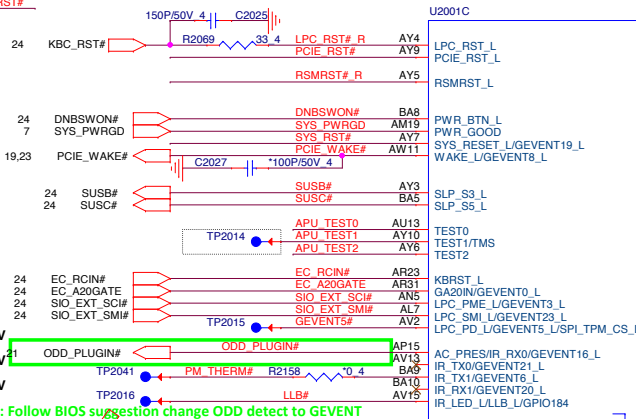 RST#
150P/50V_4 C2025
U2001C
24 KBC_RST# R2069 33_4 LPC_RST#_R AY4 LPC_RST_L
PCIE_RST# AY9 PCIE_RST_L
RSMRST#_R AY5 RSMRST_L
24 DNBSWON# DNBSWON# BA8 PWR_BTN_L
7 SYS_PWRGD SYS_PWRGD AM19 PWR_GOOD
SYS_RST# AY7 SYS_RESET_L/GEVENT19_L
19,23 PCIE_WAKE# PCIE_WAKE# AW11 WAKE_L/GEVENT8_L
C2027 *100P/50V_4
24 SUSB# SUSB# AY3 SLP_S3_L
24 SUSC# SUSC# BA5 SLP_S5_L
APU_TEST0 AU13 TEST0
TP2014 APU_TEST1 AY10 TEST1/TMS
APU_TEST2 AY6 TEST2
24 EC_RCIN# EC_RCIN# AR23 KBRST_L
24 EC_A20GATE EC_A20GATE AR31 GA20IN/GEVENT0_L
24 SIO_EXT_SCI# SIO_EXT_SCI# AN5 LPC_PME_L/GEVENT3_L
24 SIO_EXT_SMI# SIO_EXT_SMI# AL7 LPC_SMI_L/GEVENT23_L
TP2015 GEVENT5# AV2 LPC_PD_L/GEVENT5_L/SPI_TPM_CS_L
21 ODD_PLUGIN# ODD_PLUGIN# AP15 AC_PRES/IR_RX0/GEVENT16_L
AV13 IR_TX0/GEVENT21_L
TP2041 PM_THERM# R2158 *0_4 BA9 IR_TX1/GEVENT6_L
BA10 IR_RX1/GEVENT20_L
TP2016 LLB# AV15 IR_LED_L/LLB_L/GPIO184
: Follow BIOS suggestion change ODD detect to GEVENT